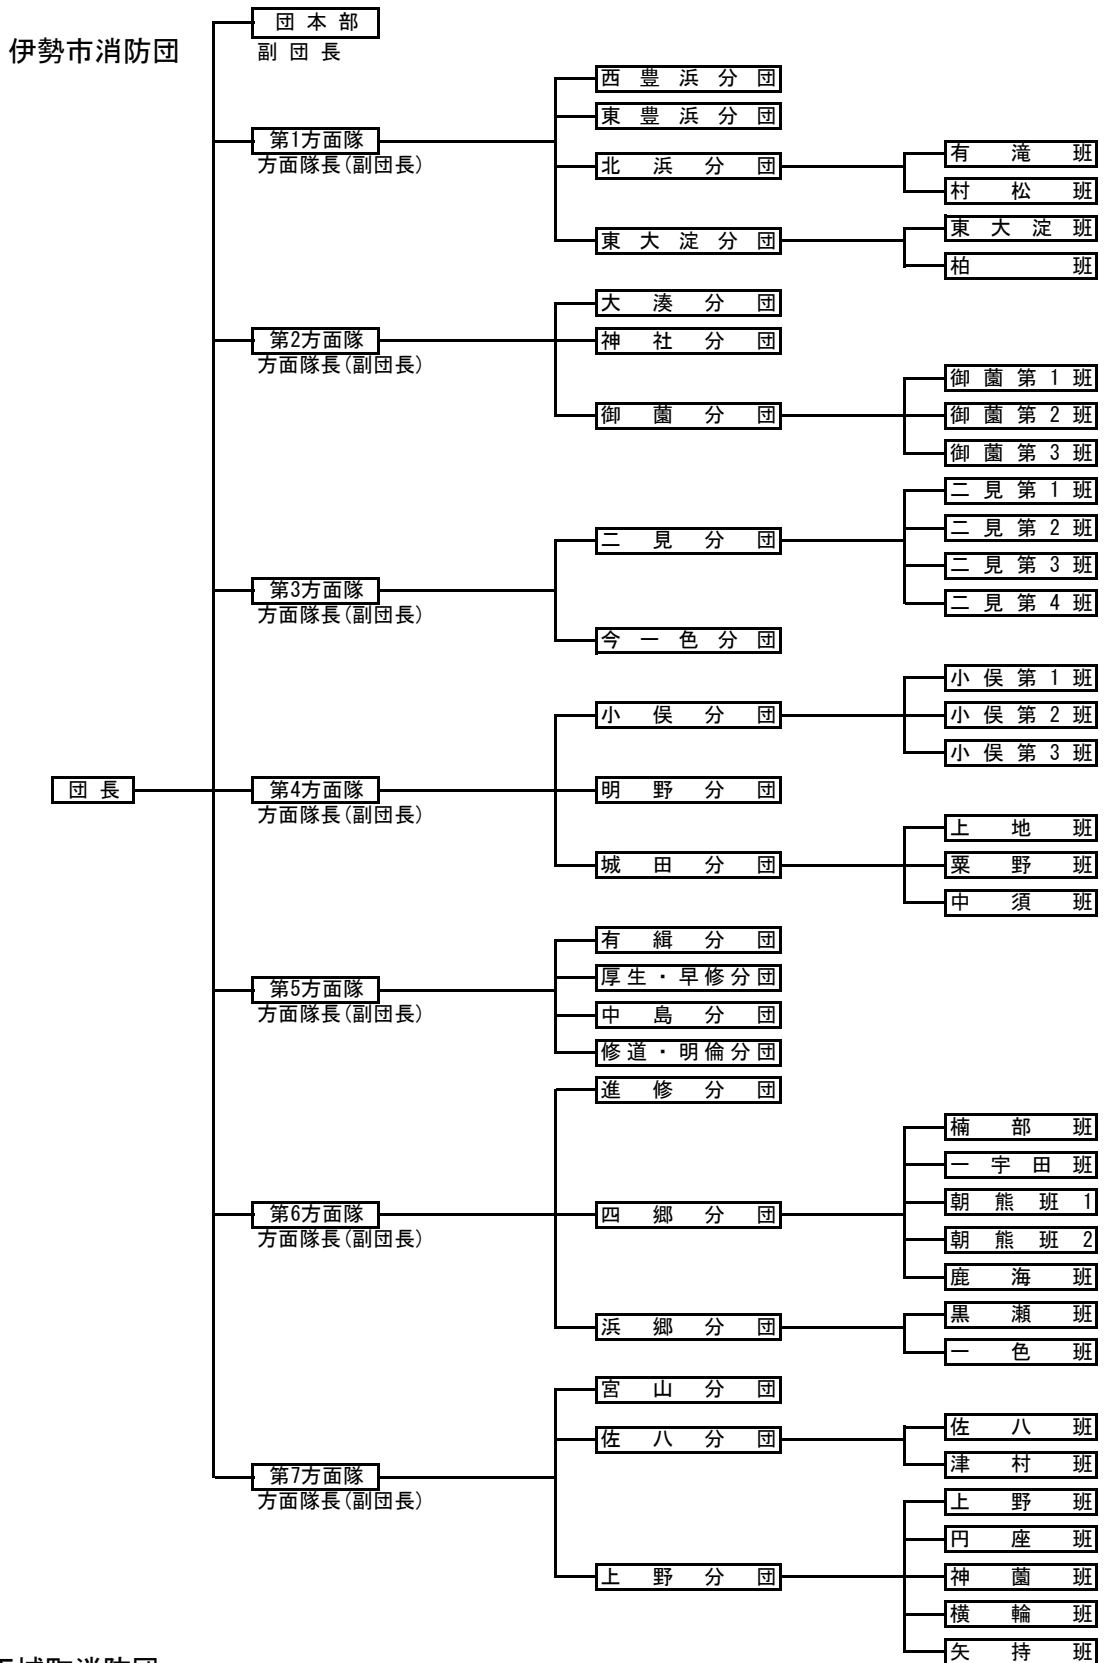 伊勢市消防団
団長
団本部
副団長
第1方面隊
方面隊長(副団長)
西豊浜分団
東豊浜分団
北浜分団
有滝班
村松班
東大淀分団
東大淀班
柏班
第2方面隊
方面隊長(副団長)
大湊分団
神社分団
御薗分団
御薗第1班
御薗第2班
御薗第3班
第3方面隊
方面隊長(副団長)
二見分団
二見第1班
二見第2班
二見第3班
二見第4班
今一色分団
第4方面隊
方面隊長(副団長)
小俣分団
小俣第1班
小俣第2班
小俣第3班
明野分団
城田分団
上地班
粟野班
中須班
第5方面隊
方面隊長(副団長)
有緝分団
厚生・早修分団
中島分団
修道・明倫分団
第6方面隊
方面隊長(副団長)
進修分団
四郷分団
楠部班
一宇田班
朝熊班1
朝熊班2
鹿海班
浜郷分団
黒瀬班
一色班
第7方面隊
方面隊長(副団長)
宮山分団
佐八分団
佐八班
津村班
上野分団
上野班
円座班
神薗班
横輪班
矢持班